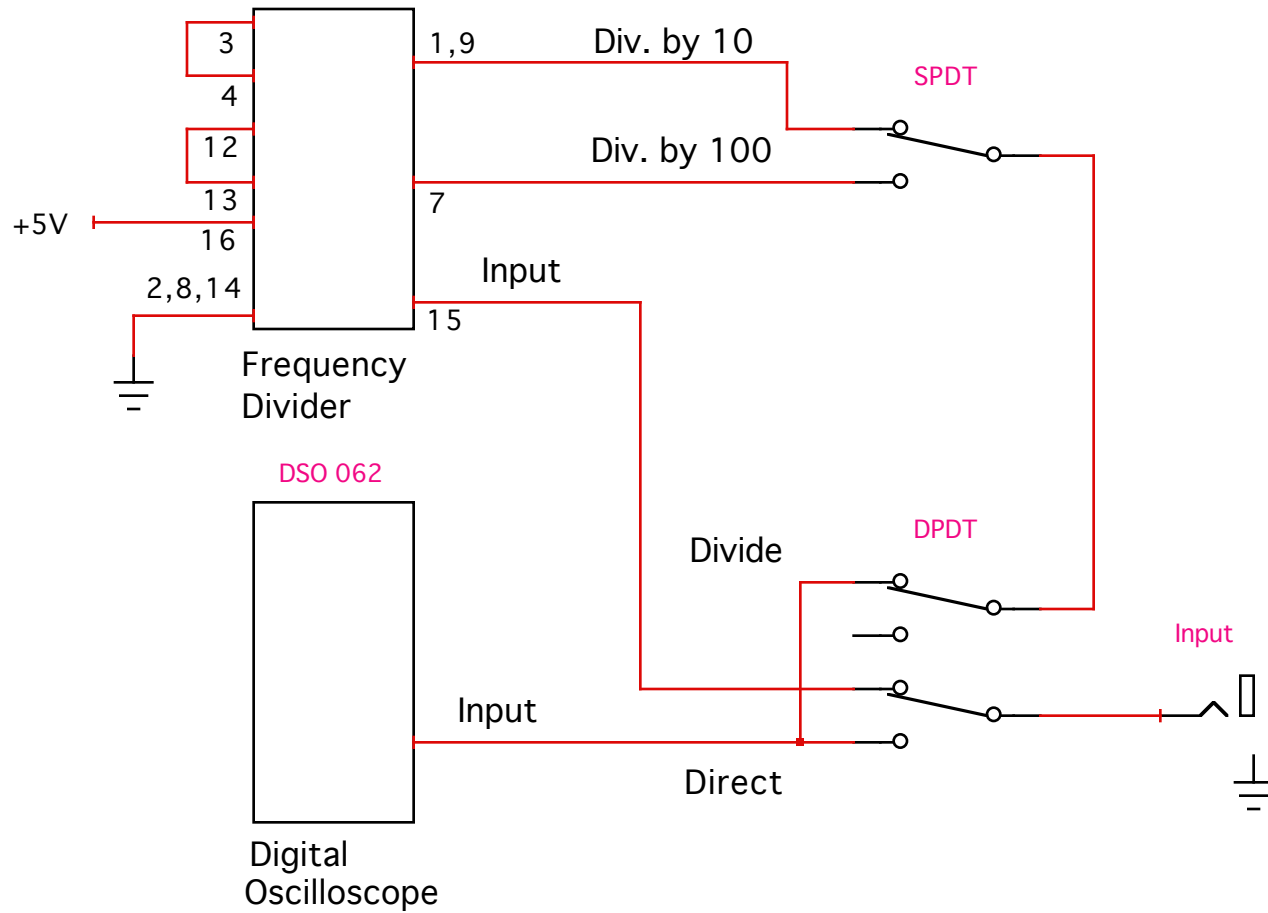 3
1,9
Div. by 10
SPDT
4
12
Div. by 100
13
7
+5V
16
Input
2,8,14
15
Frequency
Divider
DSO 062
DPDT
Divide
Input
Input
Direct
Digital
Oscilloscope